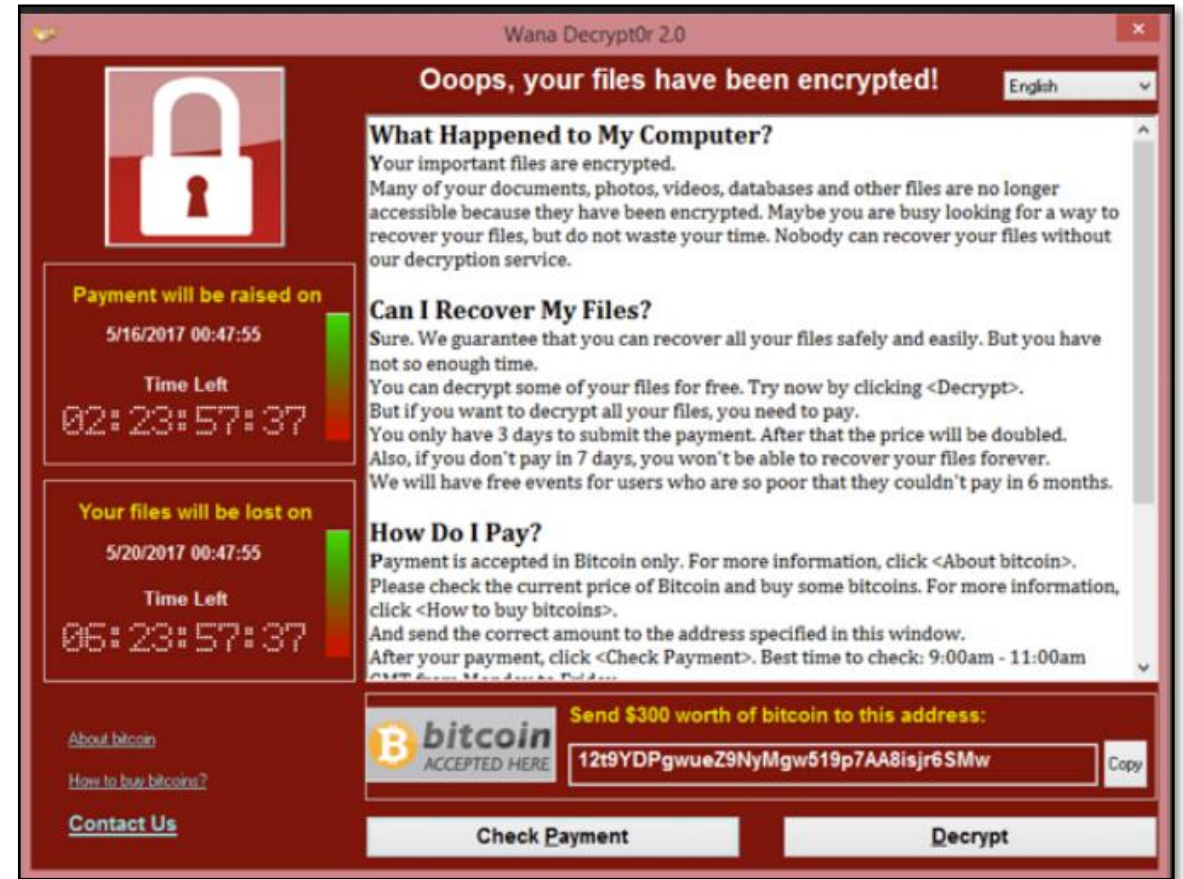 Wana Decrypt0r 2.0
Ooops, your files have been encrypted!
English
What Happened to My Computer?
Your important files are encrypted.
Many of your documents, photos, videos, databases and other files are no longer
accessible because they have been encrypted. Maybe you are busy looking for a way to
recover your files, but do not waste your time. Nobody can recover your files without
our decryption service.
Can I Recover My Files?
Sure. We guarantee that you can recover all your files safely and easily. But you have
not so enough time.
You can decrypt some of your files for free. Try now by clicking <Decrypt>.
But if you want to decrypt all your files, you need to pay.
You only have 3 days to submit the payment. After that the price will be doubled.
Also, if you don't pay in 7 days, you won't be able to recover your files forever.
We will have free events for users who are so poor that they couldn't pay in 6 months.
How Do I Pay?
Payment is accepted in Bitcoin only. For more information, click <About bitcoin>.
Please check the current price of Bitcoin and buy some bitcoins. For more information,
click <How to buy bitcoins>.
And send the correct amount to the address specified in this window.
After your payment, click <Check Payment>. Best time to check: 9:00am - 11:00am
GMT from Monday to Friday
Payment will be raised on
5/16/2017 00:47:55
Time Left
02:23:57:37
Your files will be lost on
5/20/2017 00:47:55
Time Left
06:23:57:37
About bitcoin
How to buy bitcoins?
Contact Us
bitcoin
ACCEPTED HERE
Send $300 worth of bitcoin to this address:
12t9YDPgwueZ9NyMgw519p7AA8isjr6SMw
Copy
Check Payment
Decrypt